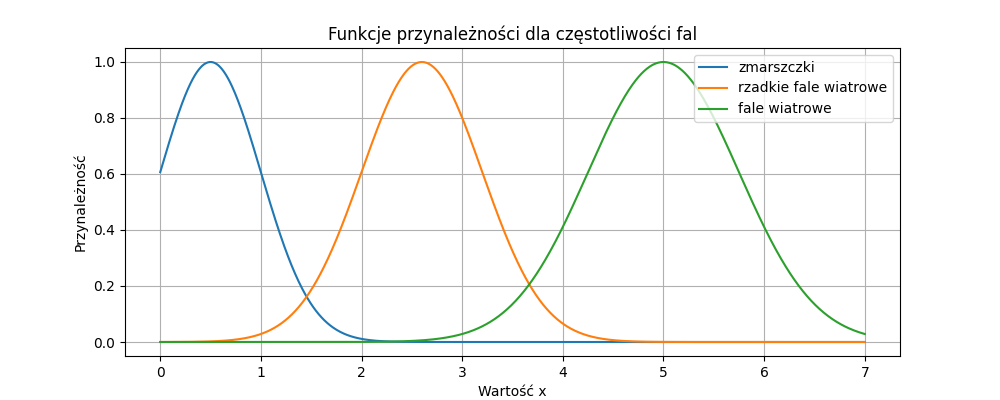 Funkcje przynależności dla częstotliwości fal
zmarszczki
rzadkie fale wiatrowe
fale wiatrowe
Przynależność
1.0
0.8
0.6
0.4
0.2
0.0
0 1 2 3 4 5 6 7
Wartość x